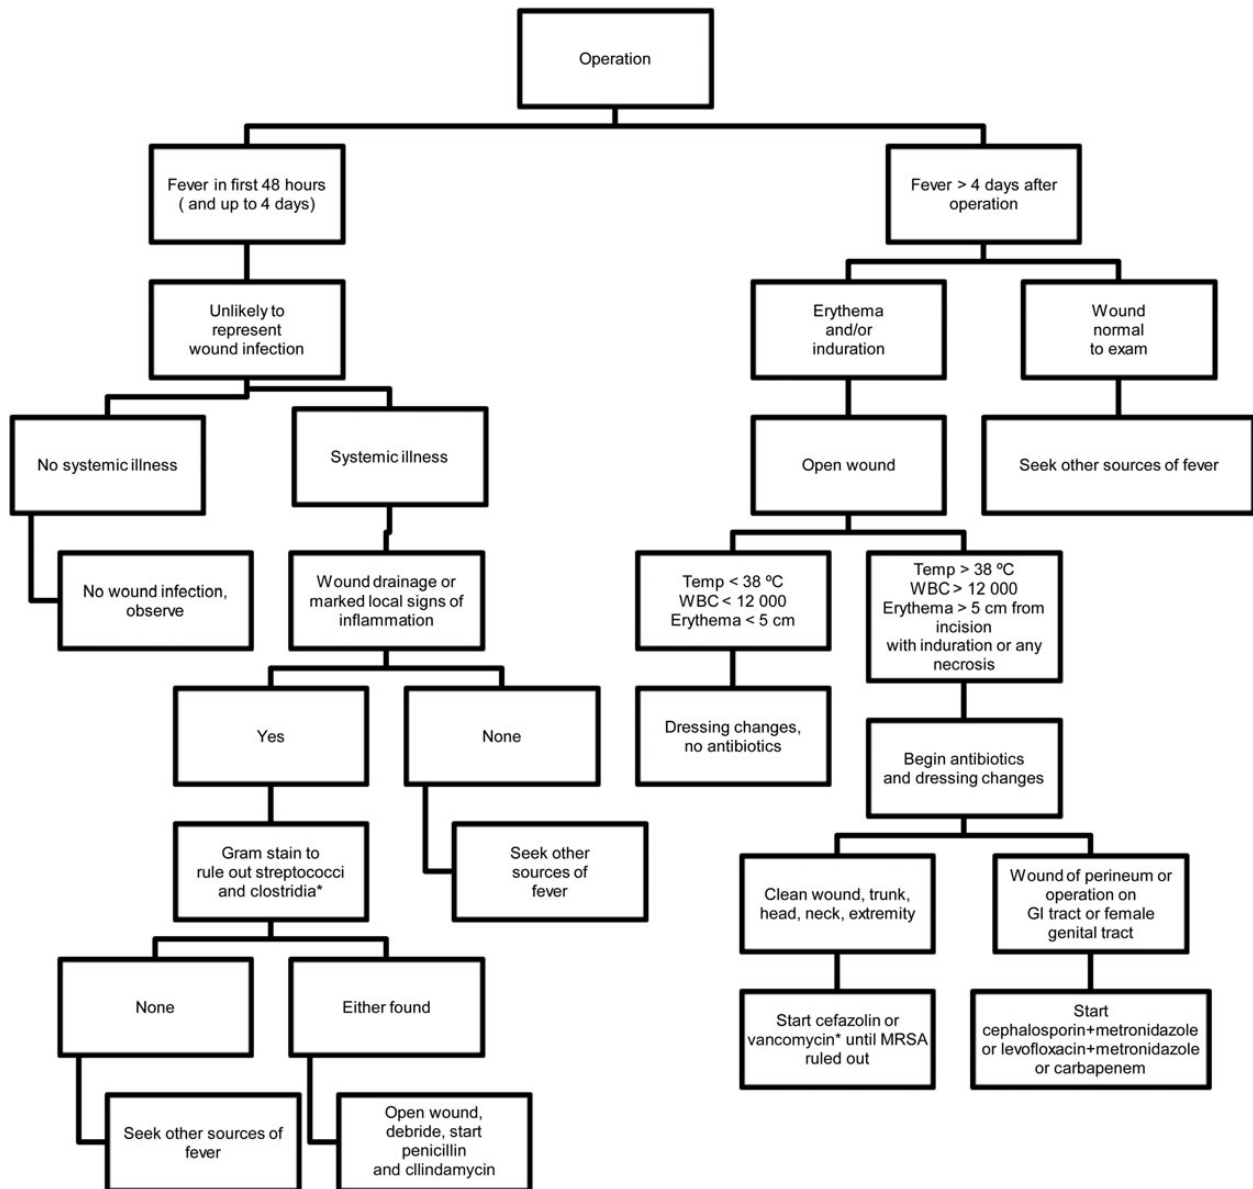 Operation
Fever in first 48 hours
( and up to 4 days)
Fever > 4 days after
operation
Unlikely to
represent
wound infection
Erythema
and/or
induration
Wound
normal
to exam
No systemic illness
Systemic illness
Open wound
Seek other sources of fever
No wound infection,
observe
Wound drainage or
marked local signs of
inflammation
Temp < 38 ºC
WBC < 12 000
Erythema < 5 cm
Temp > 38 ºC
WBC > 12 000
Erythema > 5 cm from
incision
with induration or any
necrosis
Yes
None
Dressing changes,
no antibiotics
Begin antibiotics
and dressing changes
Gram stain to
rule out streptococci
and clostridia*
Seek other
sources of
fever
Clean wound, trunk,
head, neck, extremity
Wound of perineum or
operation on
GI tract or female
genital tract
None
Either found
Start cefazolin or
vancomycin* until MRSA
ruled out
Start
cephalosporin+metronidazole
or levofloxacin+metronidazole
or carbapenem
Seek other sources of
fever
Open wound,
debride, start
penicillin
and cllindamycin